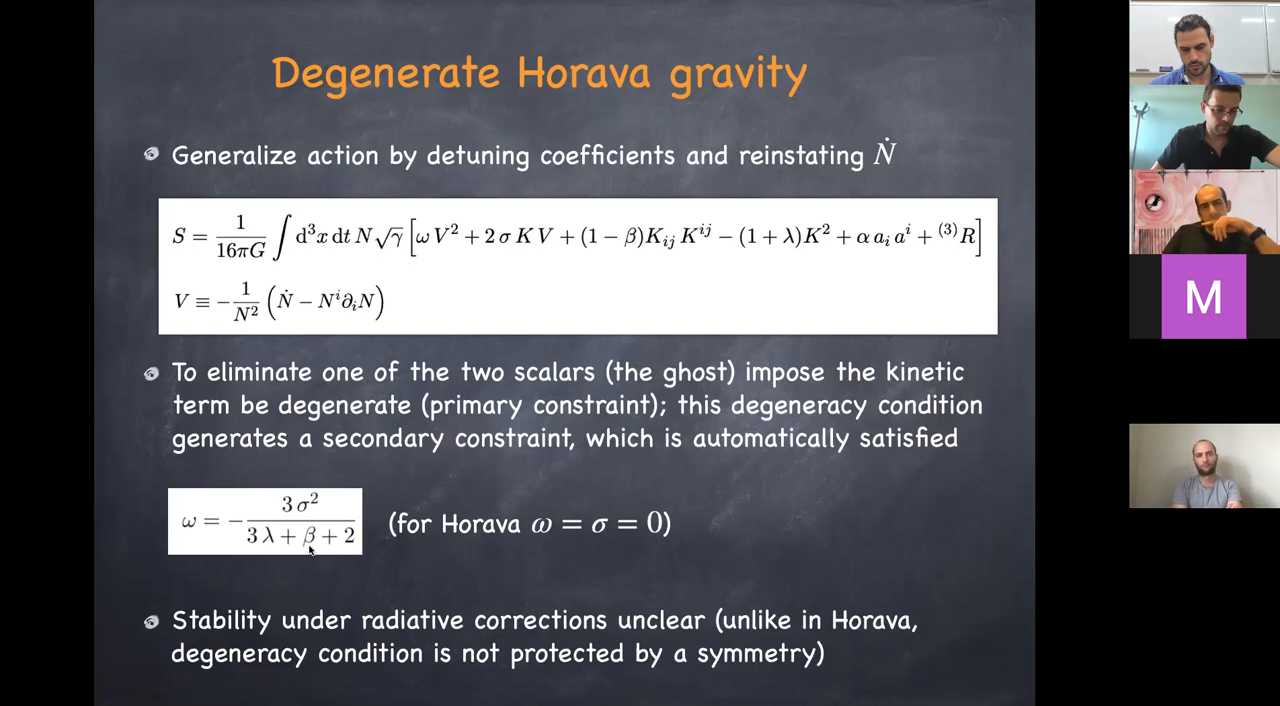 Degenerate Horava gravity
Generalize action by detuning coefficients and reinstating Ṅ
S = 1/16πG ∫ d³x dt N√γ [ω V² + 2 σ K V + (1 − β)K_ij K^ij − (1 + λ)K² + α a_i a^i + ⁽³⁾R]
V ≡ − 1/N² (Ṅ − N^i ∂_i N)
To eliminate one of the two scalars (the ghost) impose the kinetic
term be degenerate (primary constraint); this degeneracy condition
generates a secondary constraint, which is automatically satisfied
ω = − 3 σ² / 3 λ + β + 2 (for Horava ω = σ = 0)
Stability under radiative corrections unclear (unlike in Horava,
degeneracy condition is not protected by a symmetry)
M